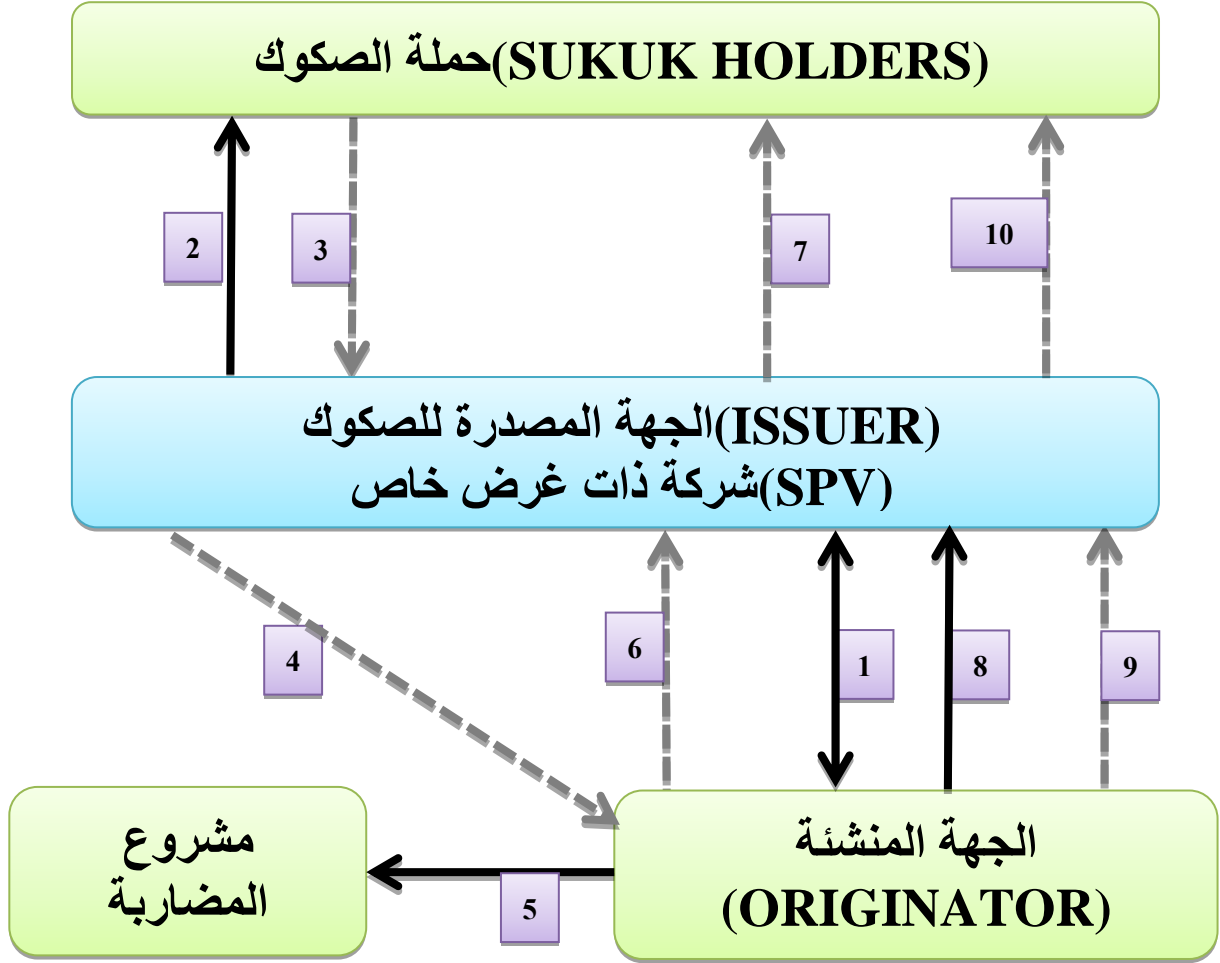 حملة الصكوك(SUKUK HOLDERS)
2
3
7
10
الجهة المصدرة للصكوك(ISSUER)
شركة ذات غرض خاص(SPV)
4
6
1
8
9
مشروع
المضاربة
5
الجهة المنشئة
(ORIGINATOR)